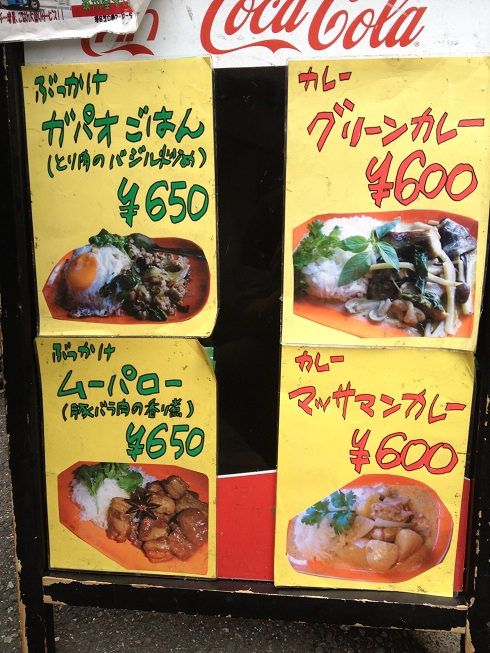 Coca-Cola
ぶっかけ
ガパオごはん
(とり肉のバジル炒め)
¥650
カレー
グリーンカレー
¥600
ぶっかけ
ムーパロー
(豚バラ肉の香り煮)
¥650
カレー
マッサマンカレー
¥600